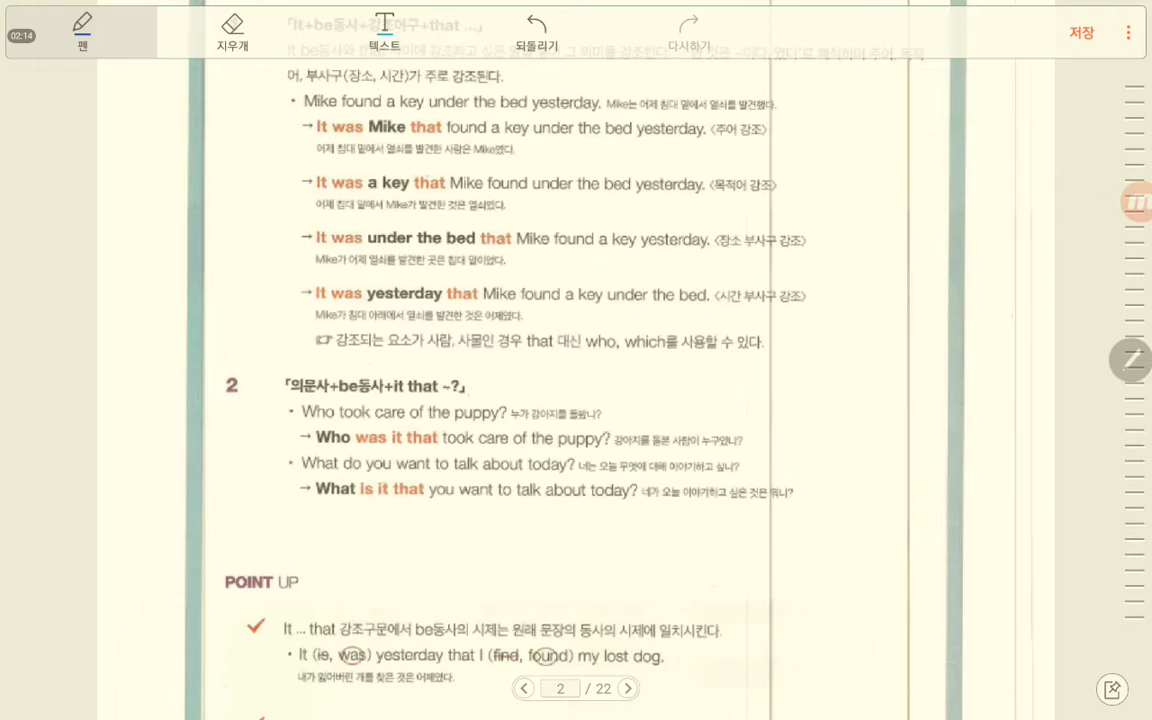 02:14
펜
지우개
텍스트
되돌리기
다시하기
저장
「It+be동사+강조어구+that ...」
어, 부사구(장소, 시간)가 주로 강조된다.
• Mike found a key under the bed yesterday. Mike는 어제 침대 밑에서 열쇠를 발견했다.
→ It was Mike that found a key under the bed yesterday. 〈주어 강조〉
어제 침대 밑에서 열쇠를 발견한 사람은 Mike였다.
→ It was a key that Mike found under the bed yesterday. 〈목적어 강조〉
어제 침대 밑에서 Mike가 발견한 것은 열쇠였다.
→ It was under the bed that Mike found a key yesterday. 〈장소 부사구 강조〉
Mike가 어제 열쇠를 발견한 곳은 침대 밑이었다.
→ It was yesterday that Mike found a key under the bed. 〈시간 부사구 강조〉
Mike가 침대 아래에서 열쇠를 발견한 것은 어제였다.
☞ 강조되는 요소가 사람, 사물인 경우 that 대신 who, which를 사용할 수 있다.
2 「의문사+be동사+it that ~?」
• Who took care of the puppy? 누가 강아지를 돌봤니?
→ Who was it that took care of the puppy? 강아지를 돌본 사람이 누구였니?
• What do you want to talk about today? 너는 오늘 무엇에 대해 이야기하고 싶니?
→ What is it that you want to talk about today? 네가 오늘 이야기하고 싶은 것은 뭐니?
POINT UP
It ... that 강조구문에서 be동사의 시제는 원래 문장의 동사의 시제에 일치시킨다.
• It (is, was) yesterday that I (find, found) my lost dog.
내가 잃어버린 개를 찾은 것은 어제였다.
2 / 22